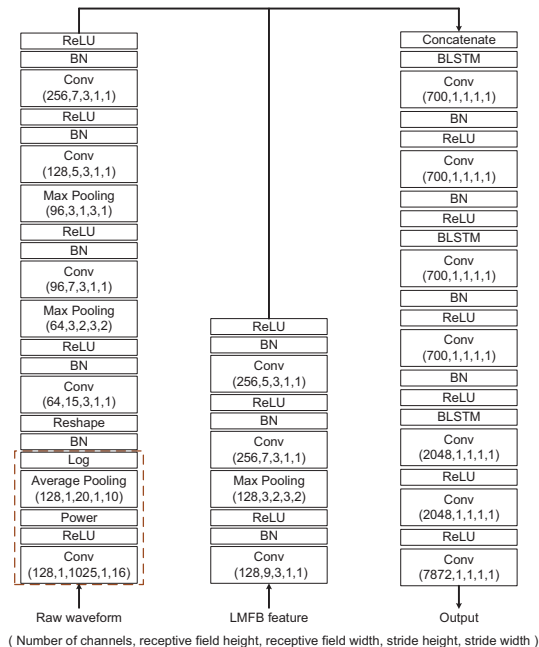 ReLU
BN
Conv
(256,7,3,1,1)
ReLU
BN
Conv
(128,5,3,1,1)
Max Pooling
(96,3,1,3,1)
ReLU
BN
Conv
(96,7,3,1,1)
Max Pooling
(64,3,2,3,2)
ReLU
BN
Conv
(64,15,3,1,1)
Reshape
BN
Log
Average Pooling
(128,1,20,1,10)
Power
ReLU
Conv
(128,1,1025,1,16)
Raw waveform
ReLU
BN
Conv
(256,5,3,1,1)
ReLU
BN
Conv
(256,7,3,1,1)
Max Pooling
(128,3,2,3,2)
ReLU
BN
Conv
(128,9,3,1,1)
LMFB feature
Concatenate
BLSTM
Conv
(700,1,1,1,1)
BN
ReLU
Conv
(700,1,1,1,1)
BN
ReLU
BLSTM
Conv
(700,1,1,1,1)
BN
ReLU
Conv
(700,1,1,1,1)
BN
ReLU
BLSTM
Conv
(2048,1,1,1,1)
ReLU
Conv
(2048,1,1,1,1)
ReLU
Conv
(7872,1,1,1,1)
Output
( Number of channels, receptive field height, receptive field width, stride height, stride width )